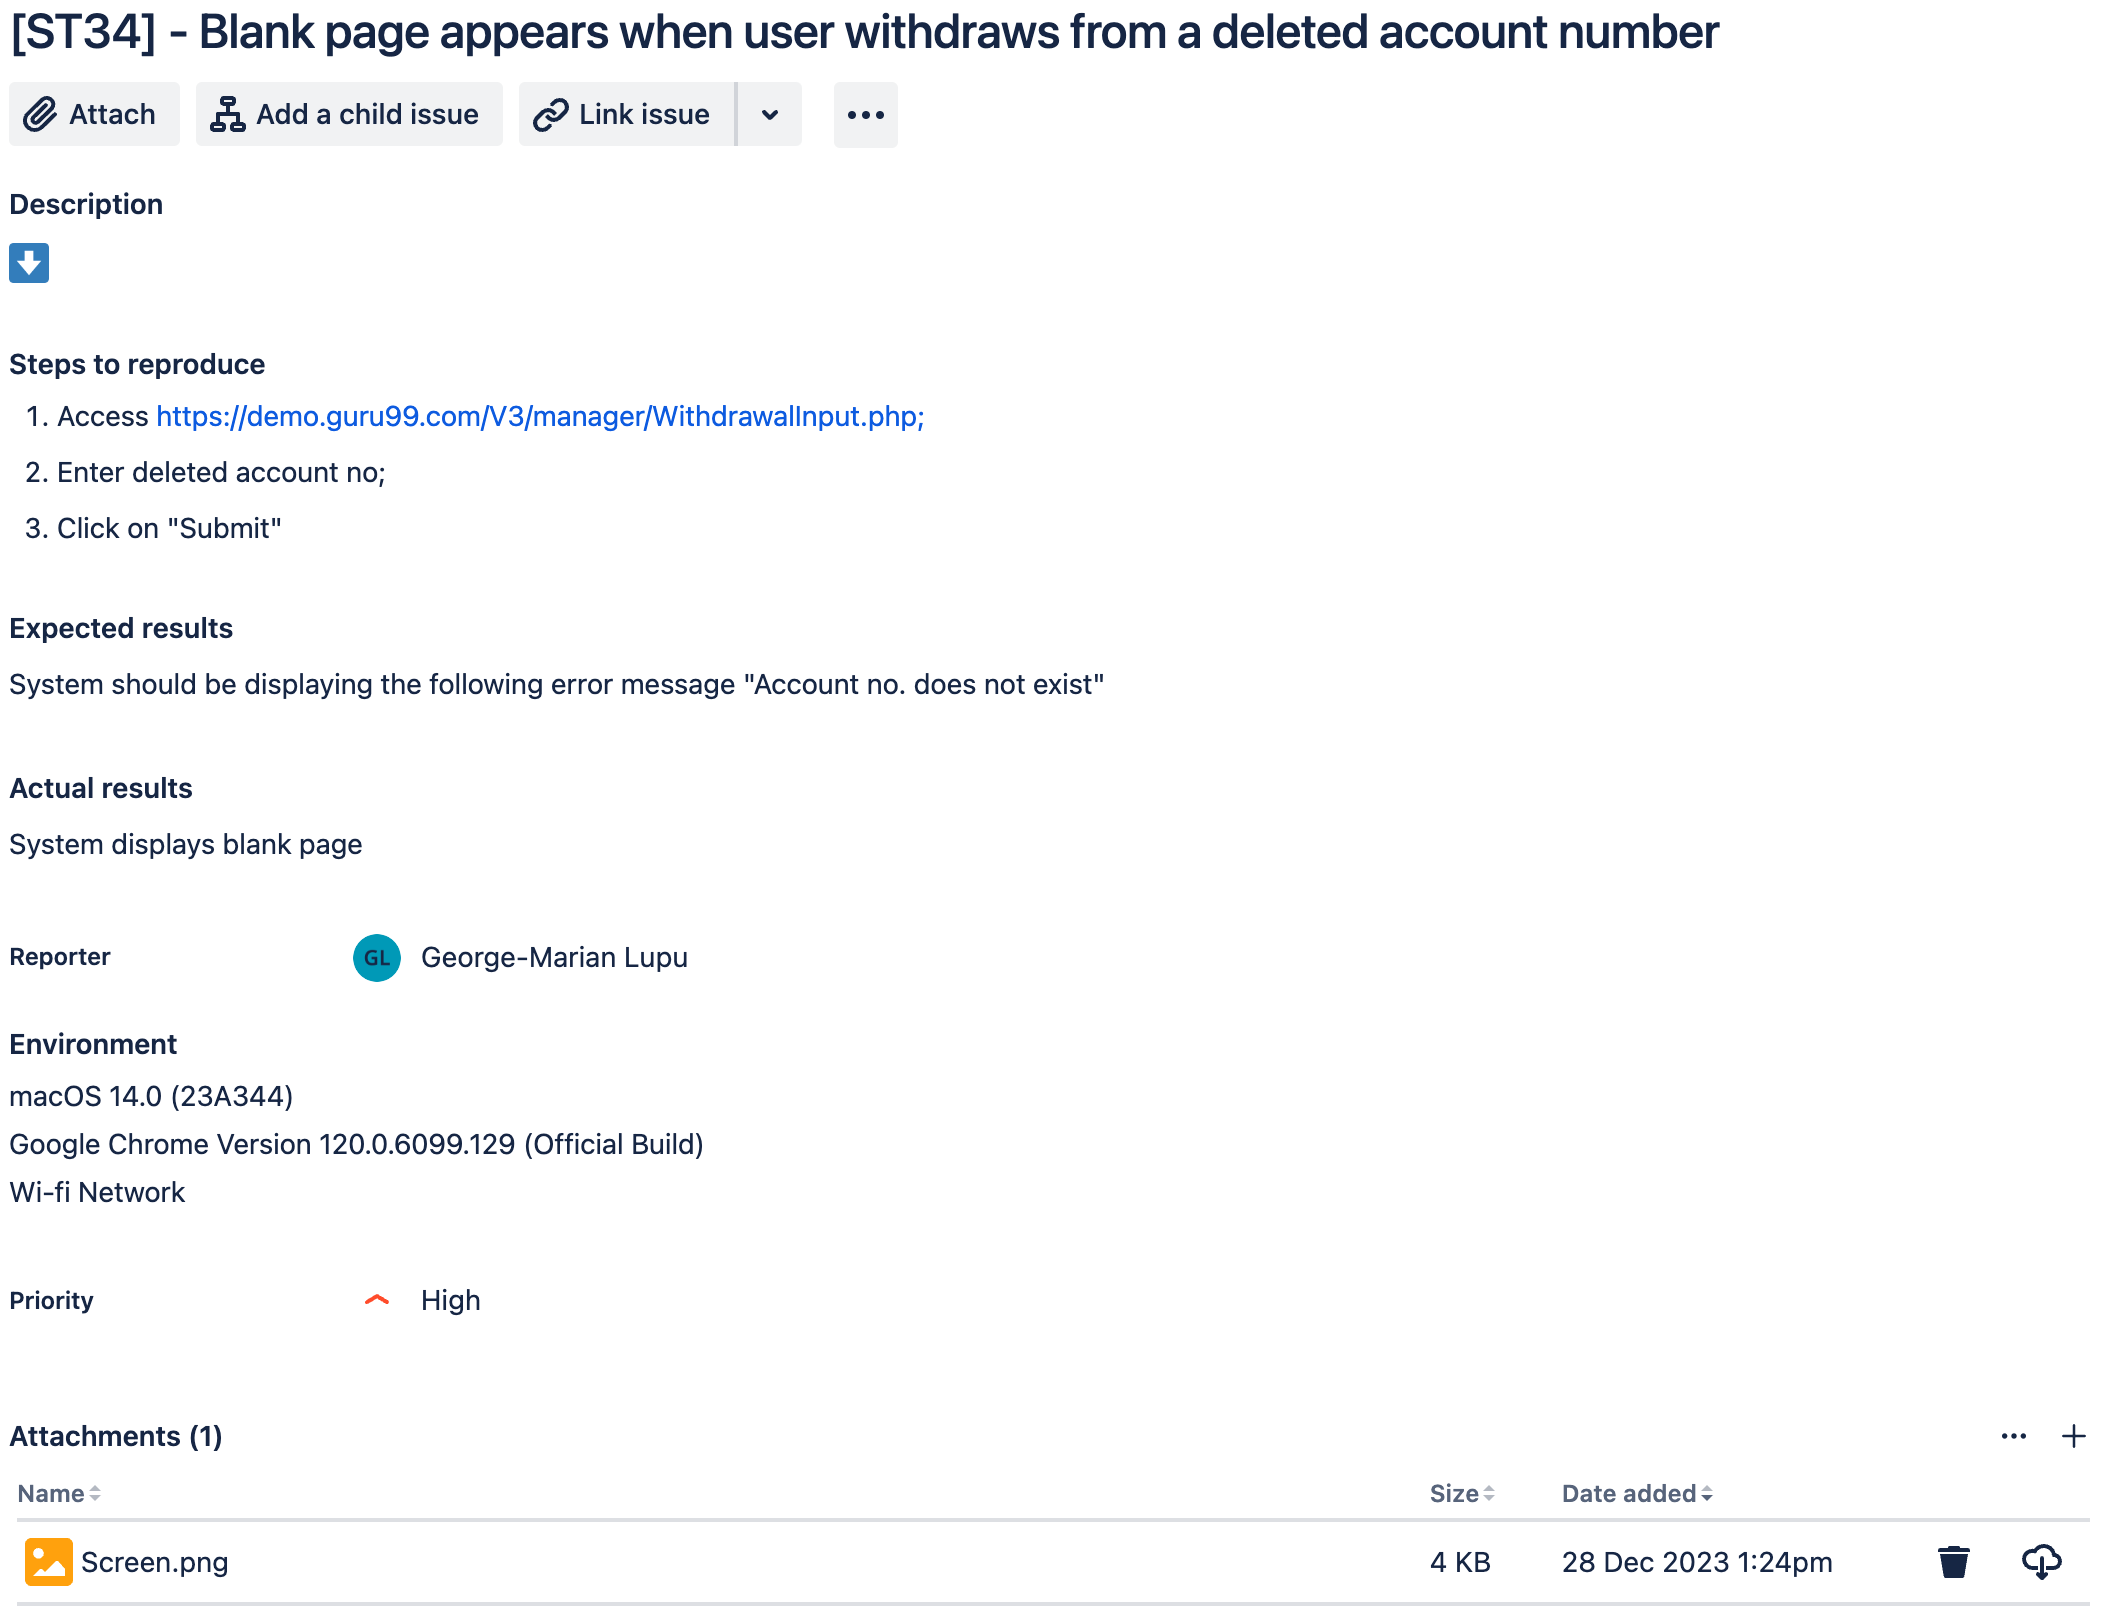 [ST34] - Blank page appears when user withdraws from a deleted account number
Attach
Add a child issue
Link issue
Description
Steps to reproduce
1. Access https://demo.guru99.com/V3/manager/WithdrawalInput.php;
2. Enter deleted account no;
3. Click on "Submit"
Expected results
System should be displaying the following error message "Account no. does not exist"
Actual results
System displays blank page
Reporter GL George-Marian Lupu
Environment
macOS 14.0 (23A344)
Google Chrome Version 120.0.6099.129 (Official Build)
Wi-fi Network
Priority High
Attachments (1)
Name Size Date added
Screen.png 4 KB 28 Dec 2023 1:24pm